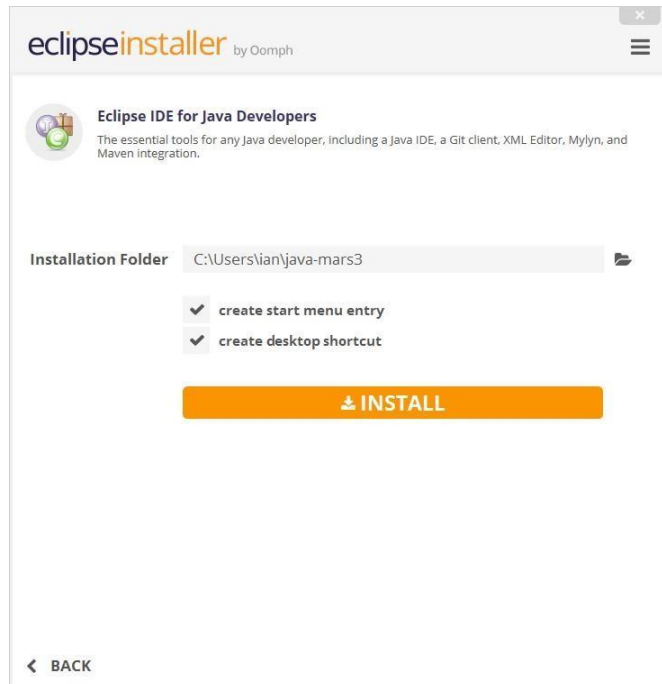 eclipseinstaller by Oomph
Eclipse IDE for Java Developers
The essential tools for any Java developer, including a Java IDE, a Git client, XML Editor, Mylyn, and
Maven integration.
Installation Folder C:\Users\ian\java-mars3
create start menu entry
create desktop shortcut
INSTALL
BACK